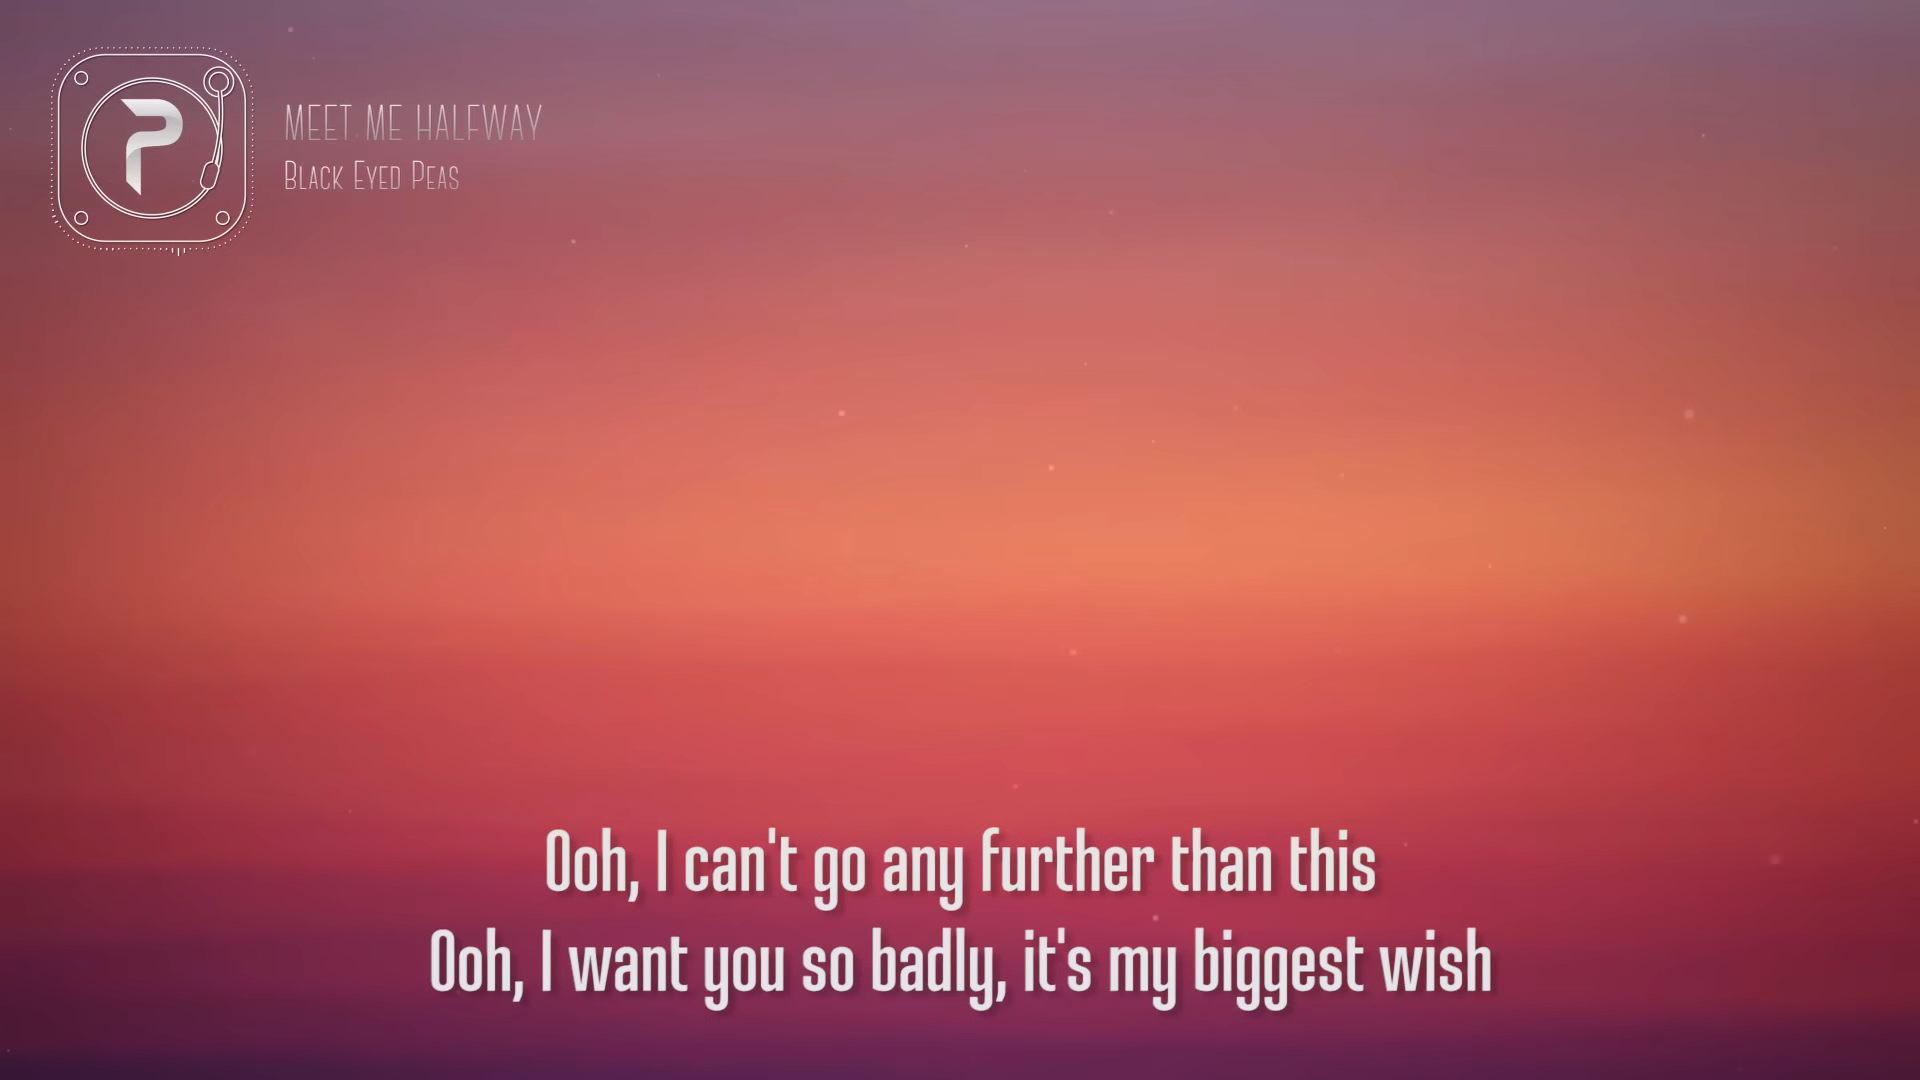 P
MEET ME HALFWAY
Black Eyed Peas
Ooh, I can't go any further than this
Ooh, I want you so badly, it's my biggest wish